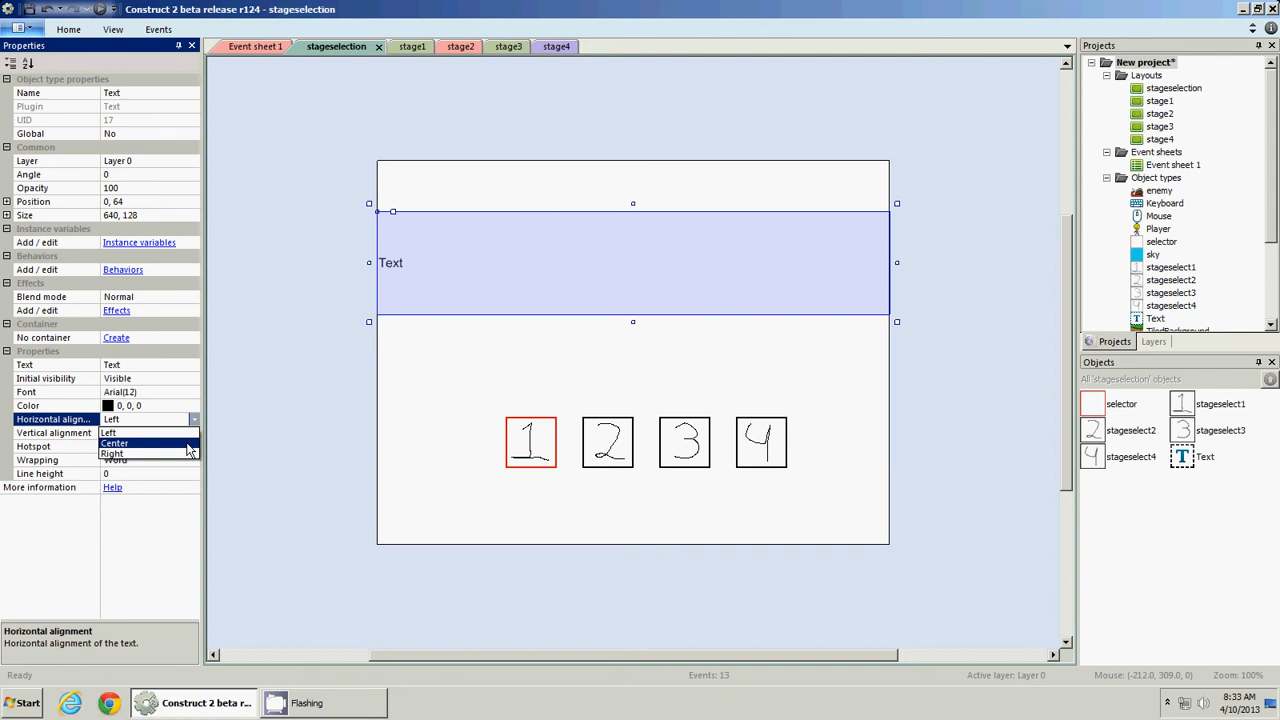 Construct 2 beta release r124 - stageselection
Home View Events
Properties
Event sheet 1 stageselection stage1 stage2 stage3 stage4
Projects
Object type properties
Name Text
Plugin Text
UID 17
Global No
Common
Layer Layer 0
Angle 0
Opacity 100
Position 0, 64
Size 640, 128
Instance variables
Add / edit Instance variables
Behaviors
Add / edit Behaviors
Effects
Blend mode Normal
Add / edit Effects
Container
No container Create
Properties
Text Text
Initial visibility Visible
Font Arial(12)
Color 0, 0, 0
Horizontal align... Left
Vertical alignment Left
Center
Hotspot
Right
Wrapping Word
Line height 0
More information Help
Horizontal alignment
Horizontal alignment of the text.
Text
1 2 3 4
New project*
Layouts
stageselection
stage1
stage2
stage3
stage4
Event sheets
Event sheet 1
Object types
enemy
Keyboard
Mouse
Player
selector
sky
stageselect1
stageselect2
stageselect3
stageselect4
T Text
TiledBackground
Projects Layers
Objects
All 'stageselection' objects
selector 1 stageselect1
2 stageselect2 3 stageselect3
4 stageselect4 T Text
Ready Events: 13 Active layer: Layer 0 Mouse: (-212.0, 309.0, 0) Zoom: 100%
Start Construct 2 beta r... Flashing
8:33 AM
4/10/2013